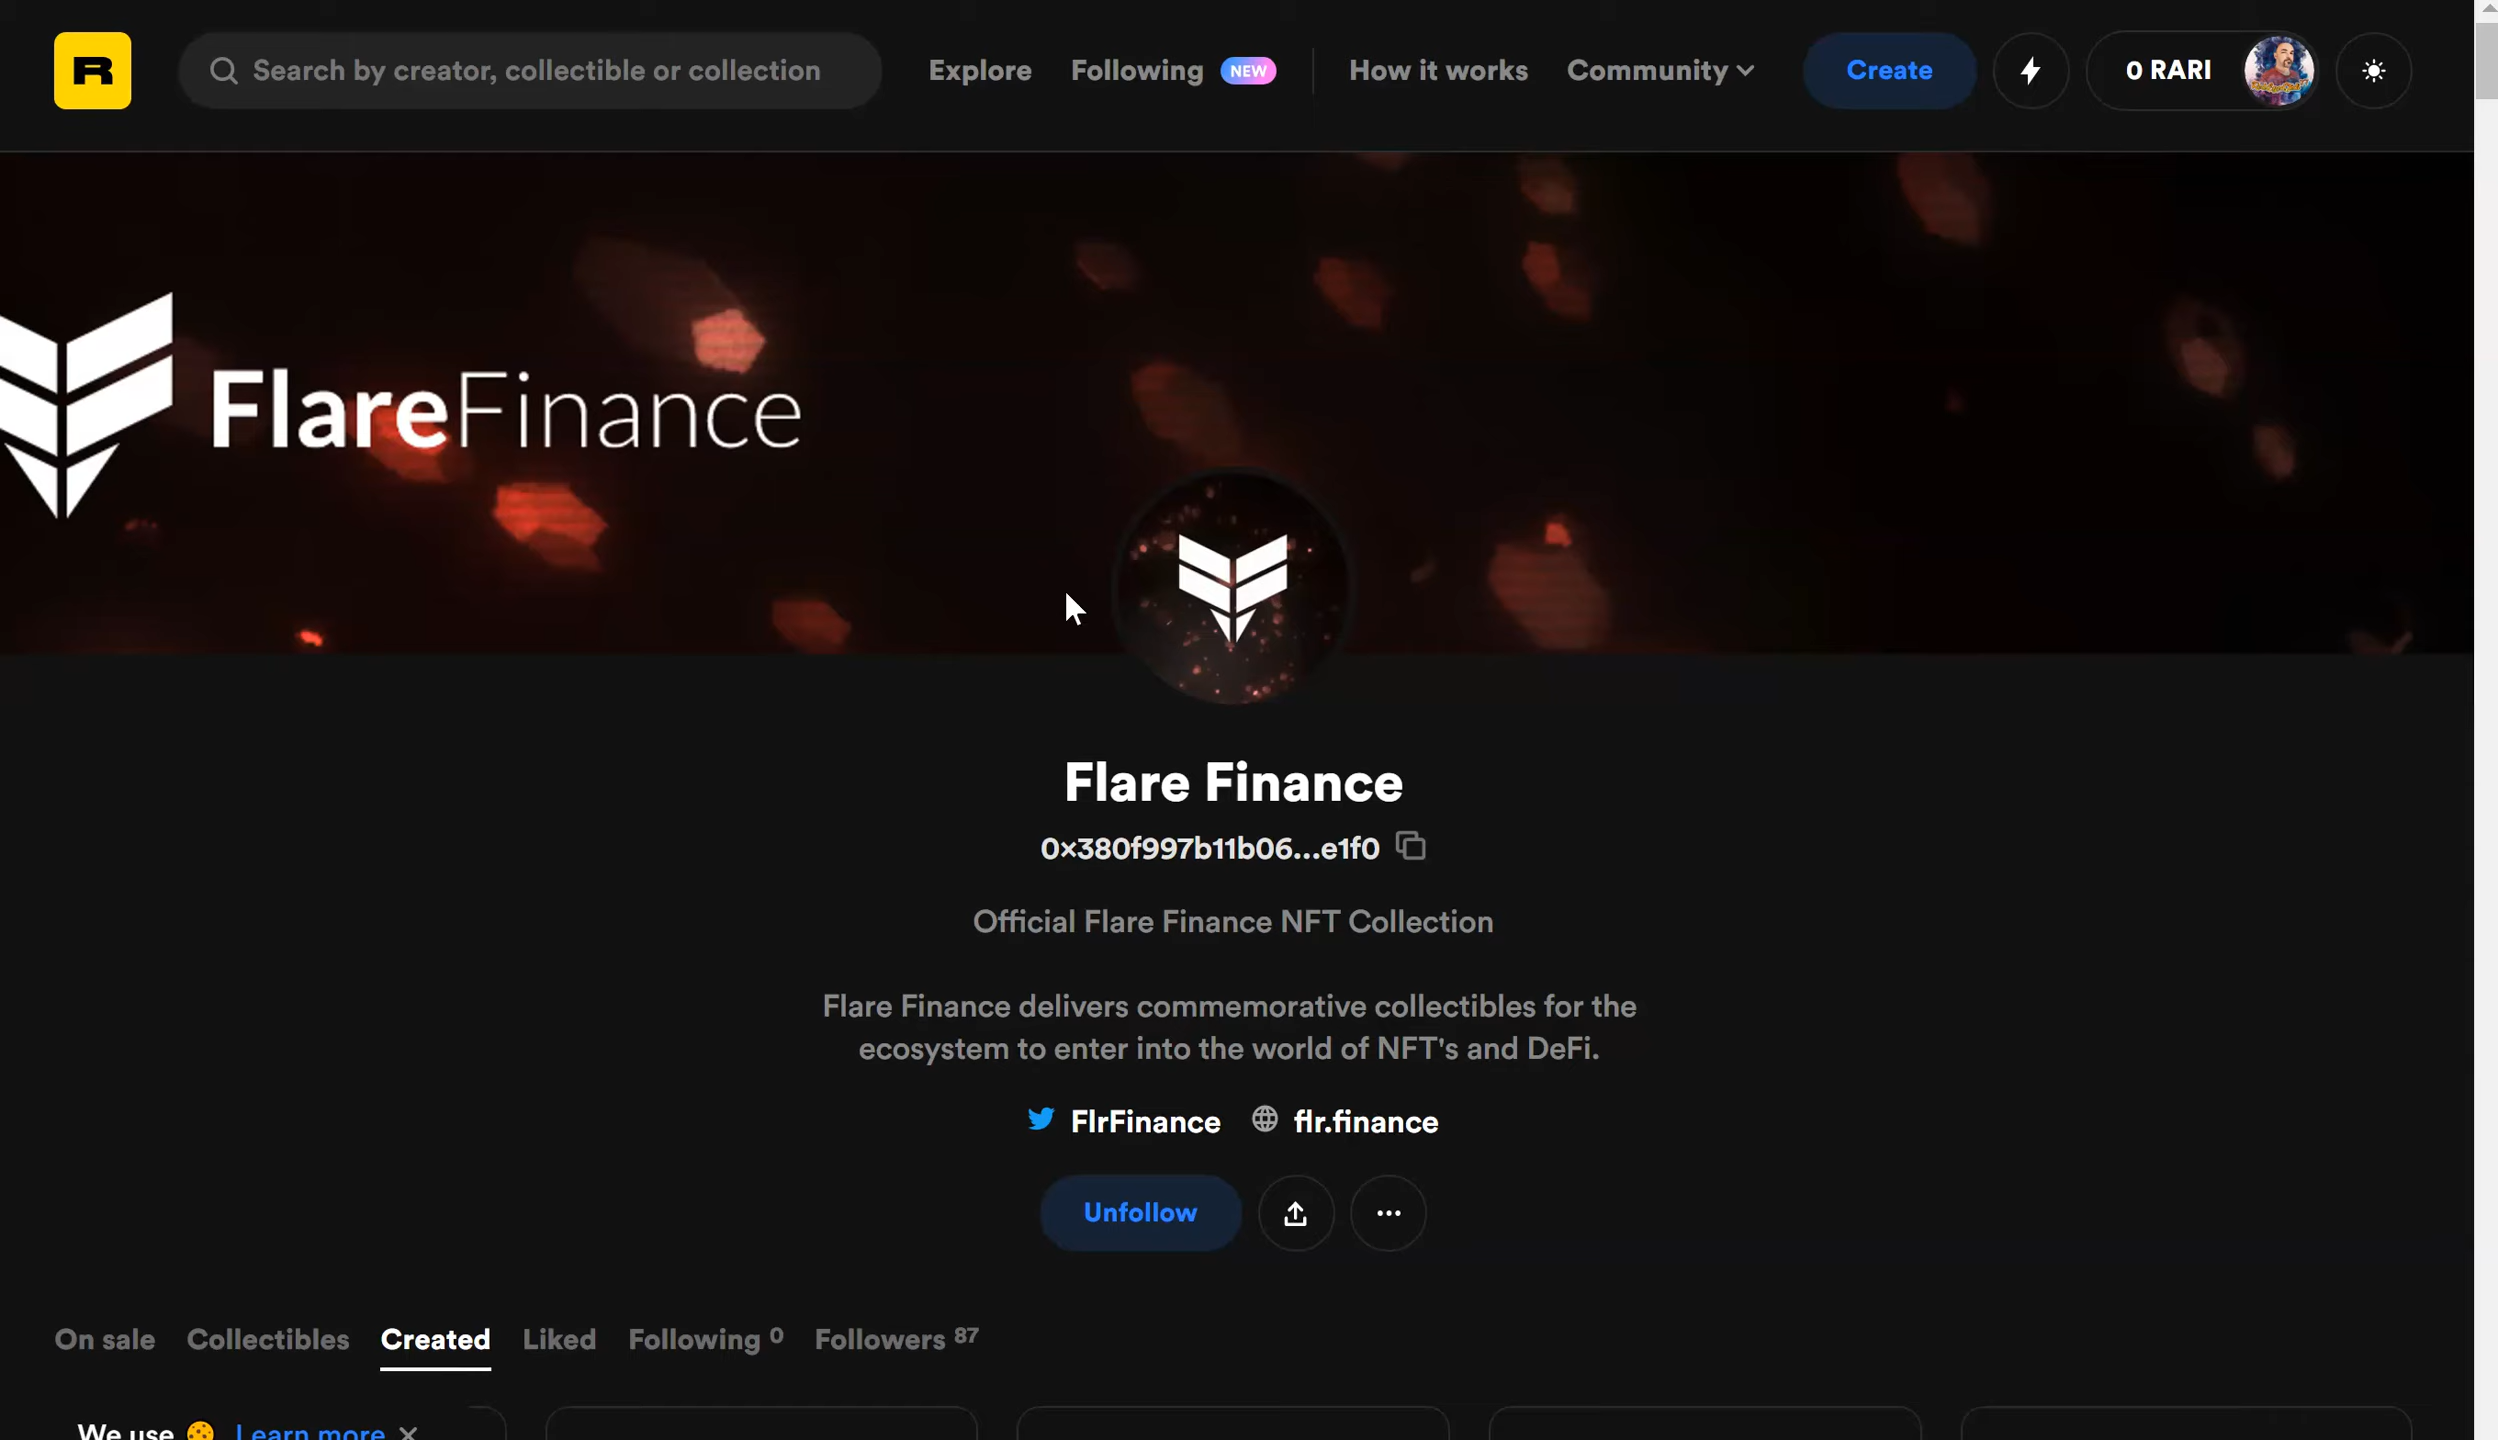 R
Search by creator, collectible or collection
Explore
Following NEW
How it works
Community
Create
0 RARI
FlareFinance
Flare Finance
0x380f997b11b06...e1f0
Official Flare Finance NFT Collection
Flare Finance delivers commemorative collectibles for the
ecosystem to enter into the world of NFT's and DeFi.
FlrFinance
flr.finance
Unfollow
On sale
Collectibles
Created
Liked
Following 0
Followers 87
We use 🍪 Learn more